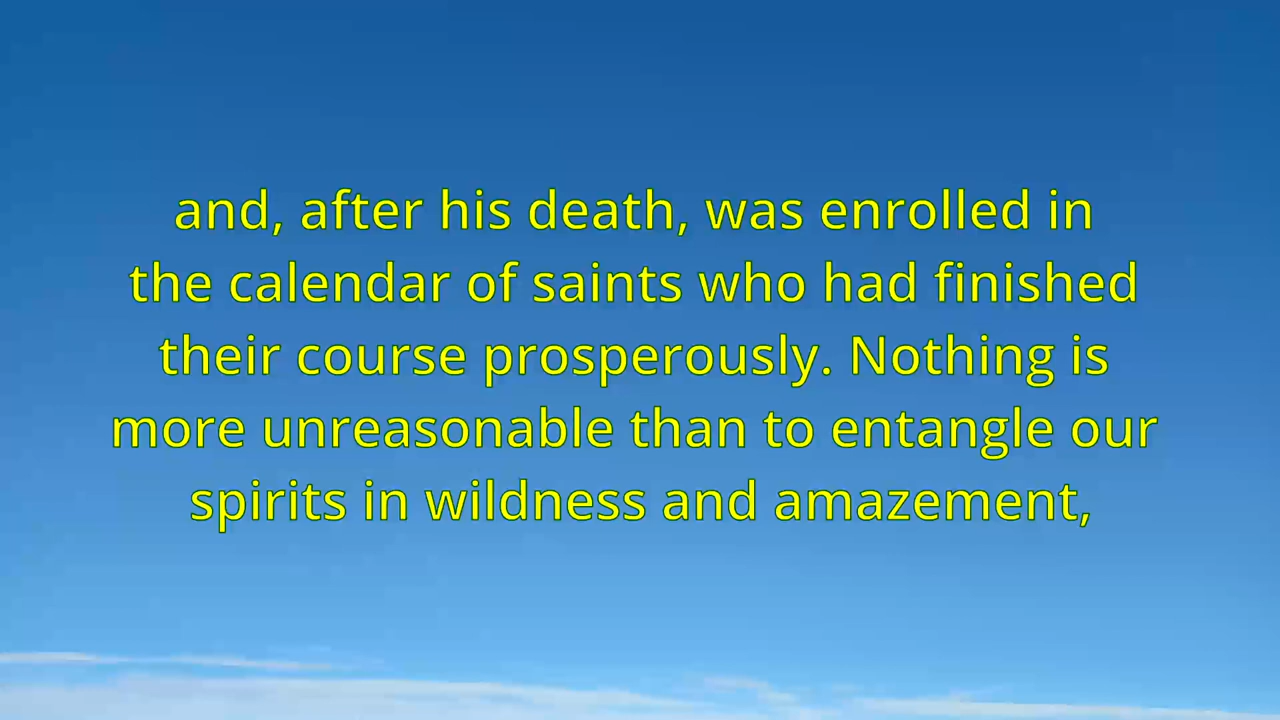 and, after his death, was enrolled in
the calendar of saints who had finished
their course prosperously. Nothing is
more unreasonable than to entangle our
spirits in wildness and amazement,